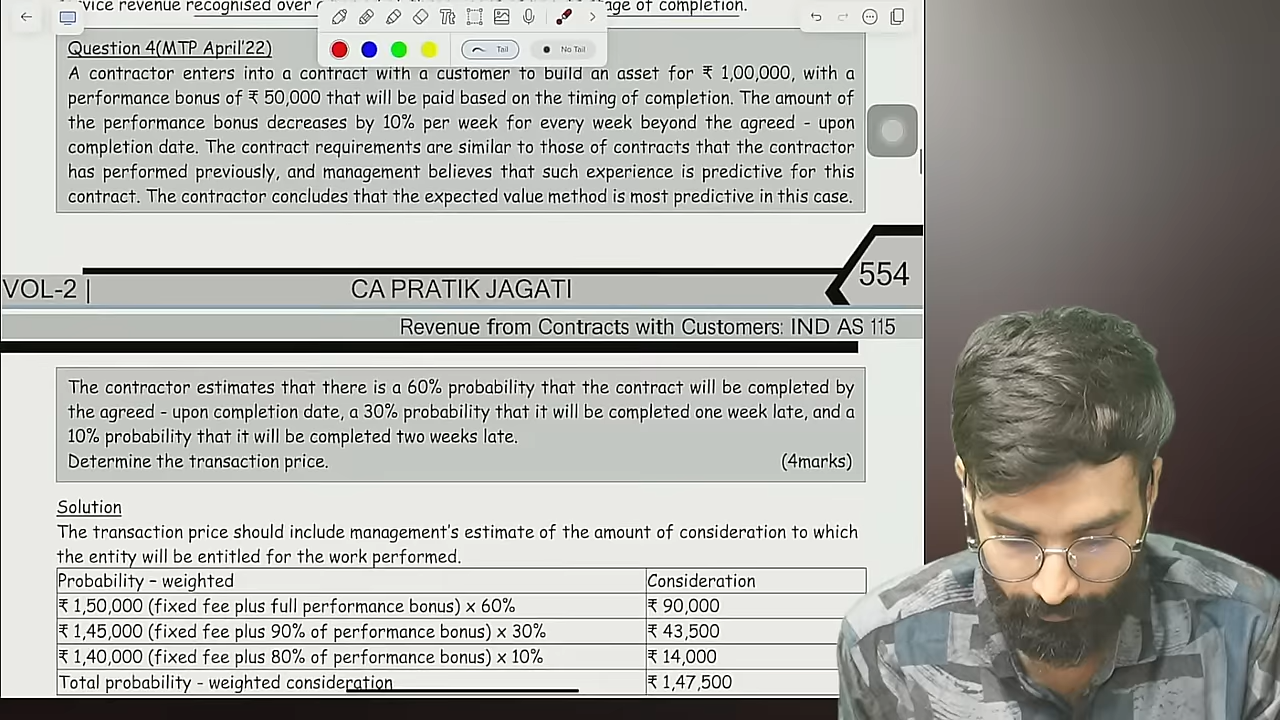 recognised over
stage of completion.
Tail
No Tail
Question 4(MTP April'22)
A contractor enters into a contract with a customer to build an asset for ₹ 1,00,000, with a
performance bonus of ₹ 50,000 that will be paid based on the timing of completion. The amount of
the performance bonus decreases by 10% per week for every week beyond the agreed - upon
completion date. The contract requirements are similar to those of contracts that the contractor
has performed previously, and management believes that such experience is predictive for this
contract. The contractor concludes that the expected value method is most predictive in this case.
554
VOL-2 |
CA PRATIK JAGATI
Revenue from Contracts with Customers: IND AS 115
The contractor estimates that there is a 60% probability that the contract will be completed by
the agreed - upon completion date, a 30% probability that it will be completed one week late, and a
10% probability that it will be completed two weeks late.
Determine the transaction price. (4marks)
Solution
The transaction price should include management's estimate of the amount of consideration to which
the entity will be entitled for the work performed.
Probability – weighted Consideration
₹ 1,50,000 (fixed fee plus full performance bonus) x 60% ₹ 90,000
₹ 1,45,000 (fixed fee plus 90% of performance bonus) x 30% ₹ 43,500
₹ 1,40,000 (fixed fee plus 80% of performance bonus) x 10% ₹ 14,000
Total probability - weighted consideration ₹ 1,47,500